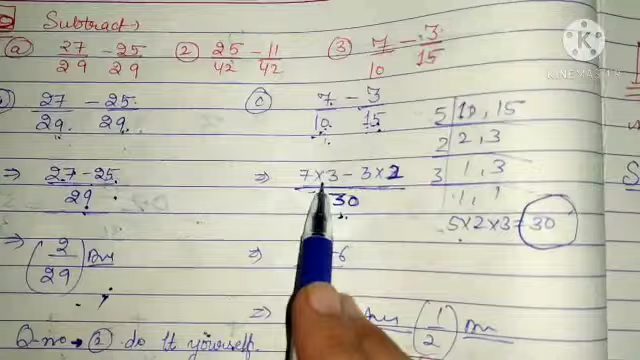 Subtract
(a) 27/29 - 25/29 (2) 25/42 - 11/42 (3) 7/10 - 3/15
KINEMASTER
27/29 - 25/29
(c) 7/10 - 3/15
5 | 10, 15
2 | 2, 3
3 | 1, 3
1, 1
5×2×3=30
⇒ 27-25/29
⇒ 7×3-3×2/30
⇒ (2/29) Ans
⇒ -6
⇒ Ans (1/2) Ans
Q-no → (2) do It yourself.